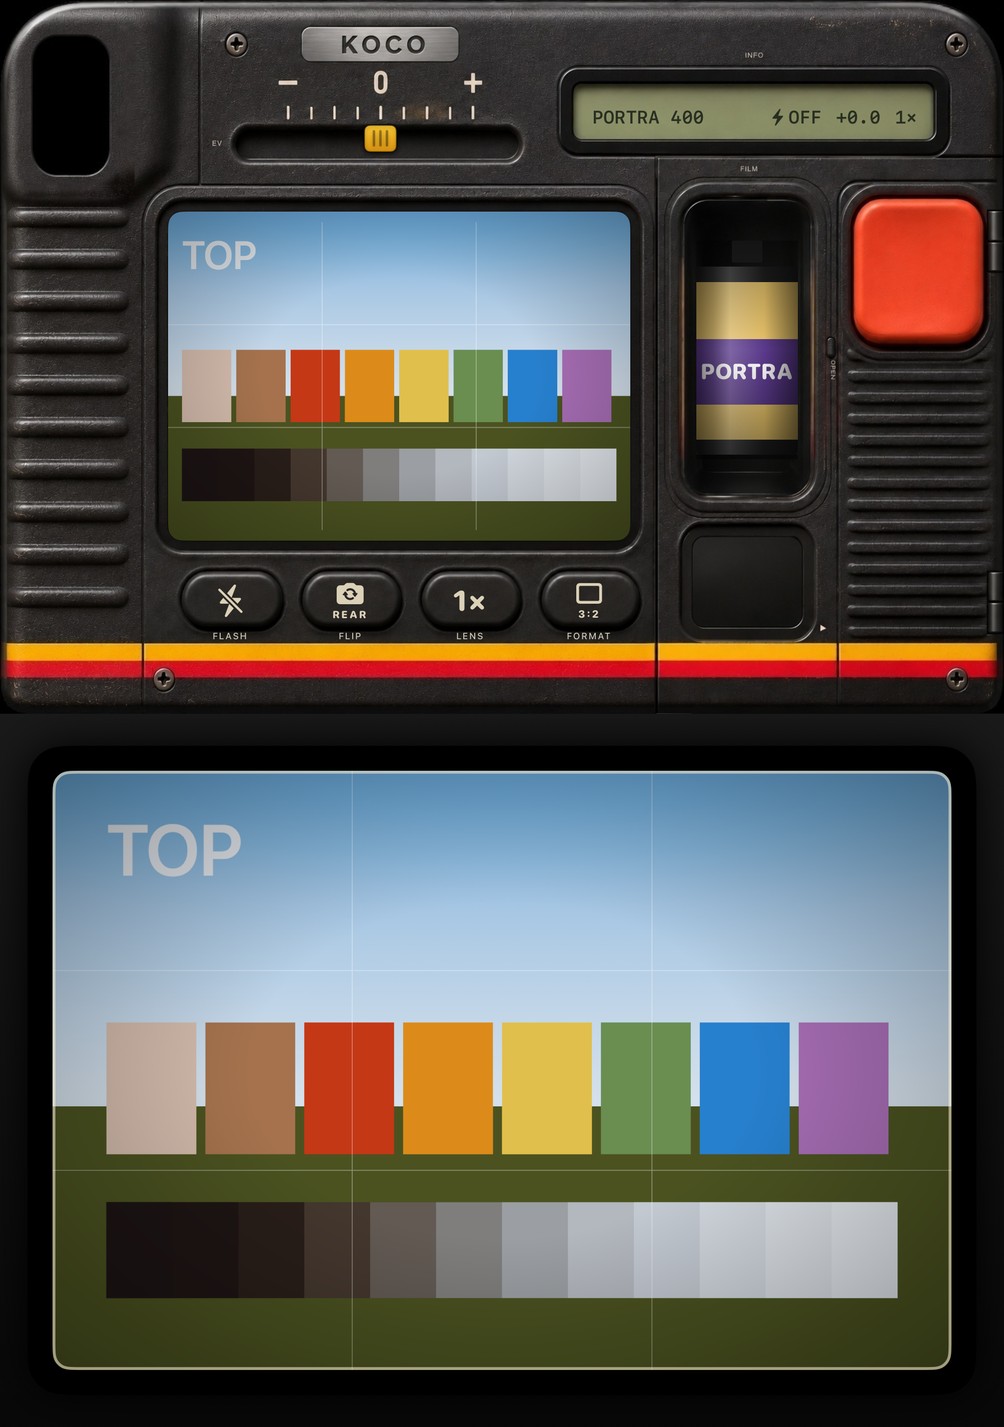 KOCO
INFO
− 0 +
PORTRA 400 OFF +0.0 1×
EV
FILM
TOP
PORTRA
OPEN
1×
REAR
3:2
FLASH
FLIP
LENS
FORMAT
TOP